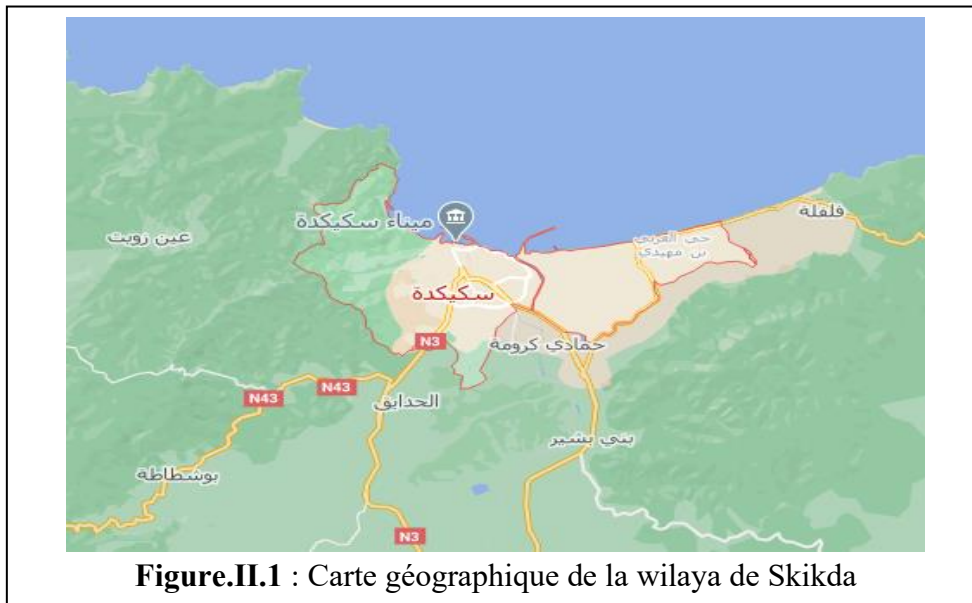 فلفلة
ميناء سكيكدة
حي العربي
بن مهيدي
عين زويت
سكيكدة
N3
حمادي كرومة
N43
N43
الحدايق
بني بشير
بوشطاطة
N3
Figure.II.1 : Carte géographique de la wilaya de Skikda